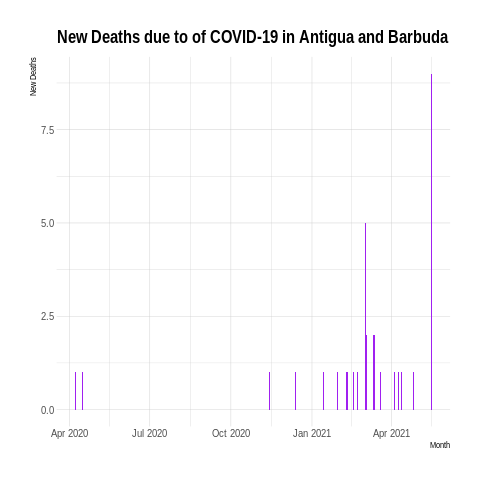 New Deaths due to of COVID-19 in Antigua and Barbuda
New Deaths
7.5
5.0
2.5
0.0
Apr 2020 Jul 2020 Oct 2020 Jan 2021 Apr 2021
Month